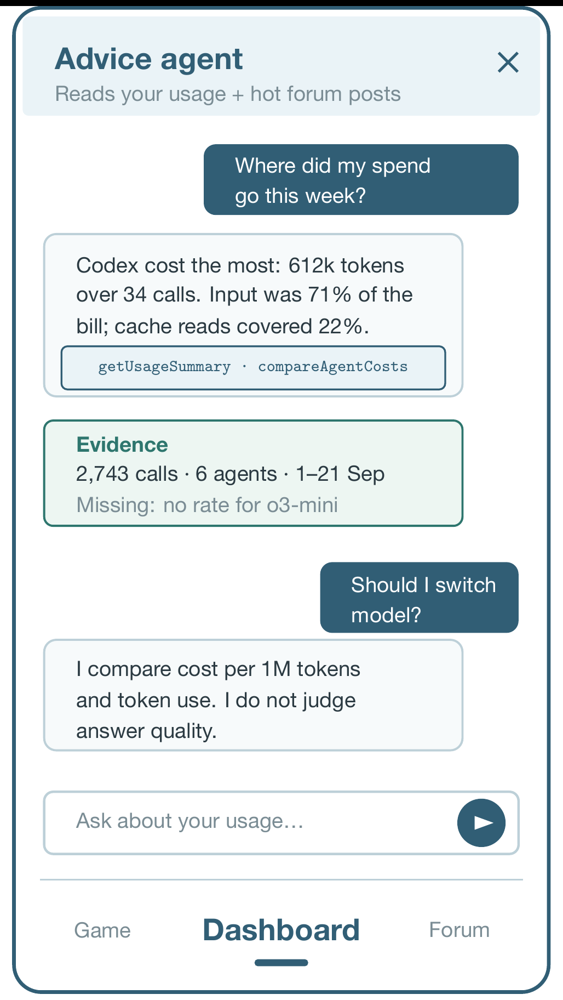 Advice agent
Reads your usage + hot forum posts
Where did my spend
go this week?
Codex cost the most: 612k tokens
over 34 calls. Input was 71% of the
bill; cache reads covered 22%.
getUsageSummary · compareAgentCosts
Evidence
2,743 calls · 6 agents · 1–21 Sep
Missing: no rate for o3-mini
Should I switch
model?
I compare cost per 1M tokens
and token use. I do not judge
answer quality.
Ask about your usage...
Game Dashboard Forum